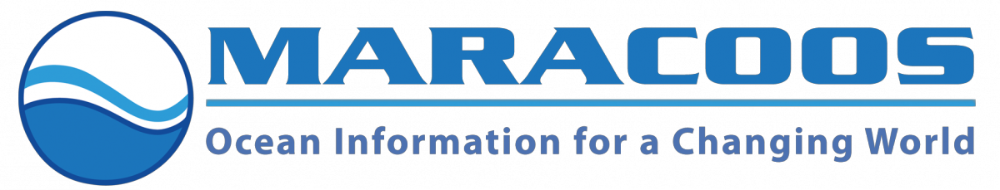 MARACOOS
Ocean Information for a Changing World